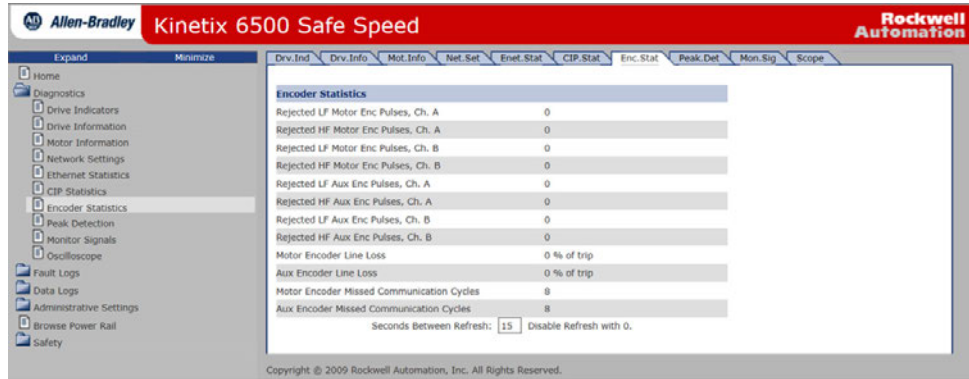 AB Allen-Bradley
Kinetix 6500 Safe Speed
Rockwell
Automation
Expand Minimize
Home
Diagnostics
Drive Indicators
Drive Information
Motor Information
Network Settings
Ethernet Statistics
CIP Statistics
Encoder Statistics
Peak Detection
Monitor Signals
Oscilloscope
Fault Logs
Data Logs
Administrative Settings
Browse Power Rail
Safety
Drv.Ind Drv.Info Mot.Info Net.Set Enet.Stat CIP.Stat Enc.Stat Peak.Det Mon.Sig Scope
Encoder Statistics
Rejected LF Motor Enc Pulses, Ch. A 0
Rejected HF Motor Enc Pulses, Ch. A 0
Rejected LF Motor Enc Pulses, Ch. B 0
Rejected HF Motor Enc Pulses, Ch. B 0
Rejected LF Aux Enc Pulses, Ch. A 0
Rejected HF Aux Enc Pulses, Ch. A 0
Rejected LF Aux Enc Pulses, Ch. B 0
Rejected HF Aux Enc Pulses, Ch. B 0
Motor Encoder Line Loss 0 % of trip
Aux Encoder Line Loss 0 % of trip
Motor Encoder Missed Communication Cycles 8
Aux Encoder Missed Communication Cycles 8
Seconds Between Refresh: 15 Disable Refresh with 0.
Copyright © 2009 Rockwell Automation, Inc. All Rights Reserved.